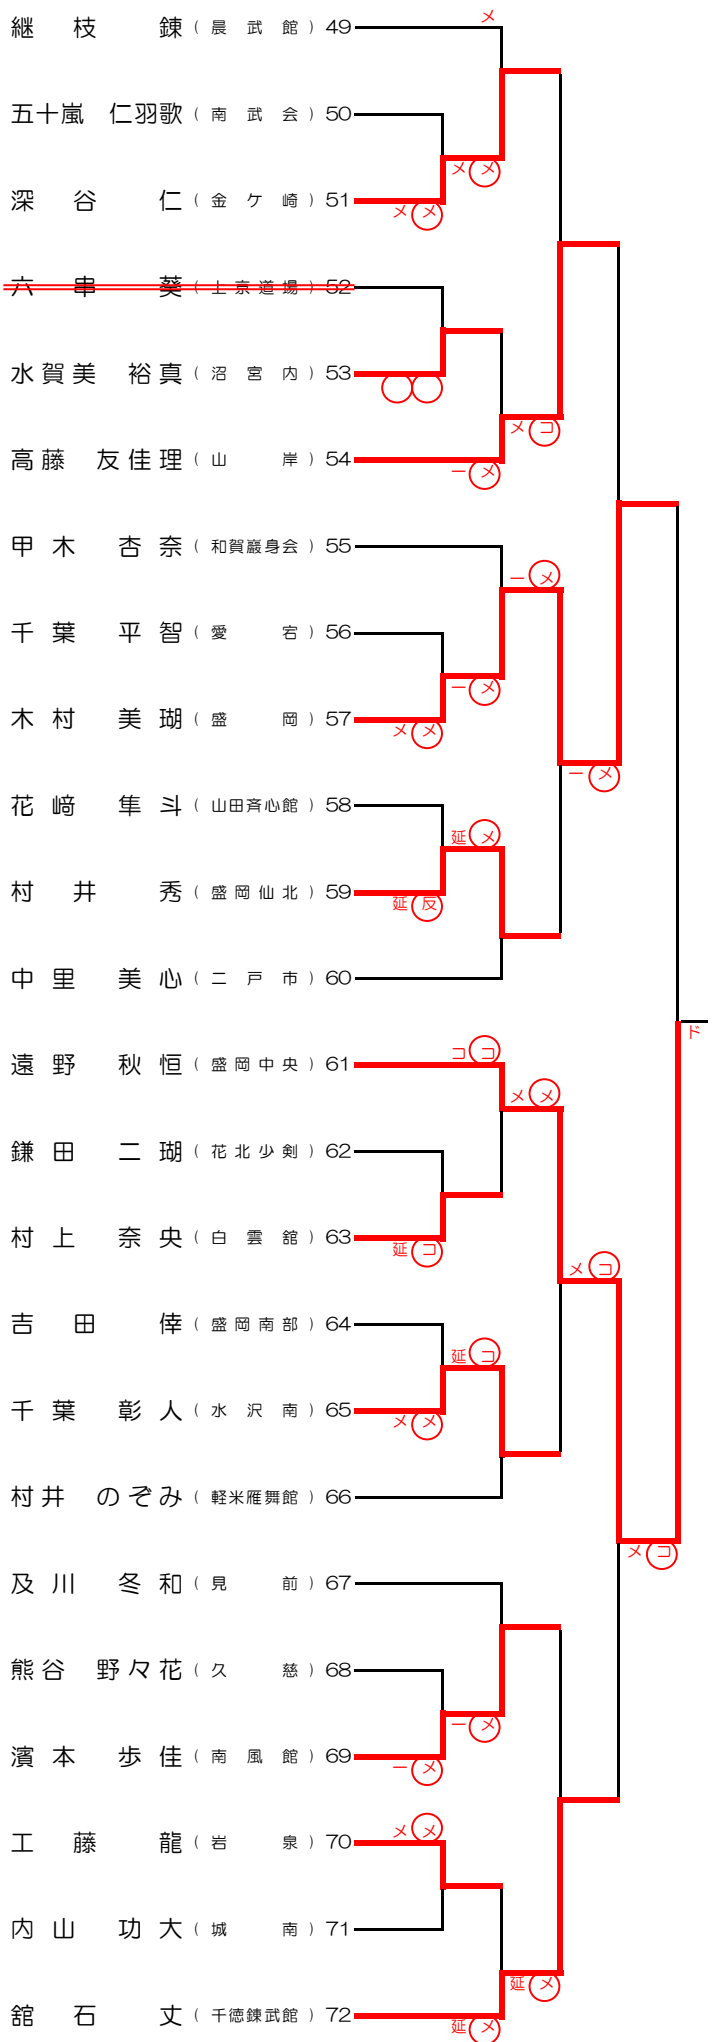 継枝 錬 （晨武館） 49
メ
五十嵐 仁羽歌 （南武会） 50
メ メ
深谷 仁 （金ケ崎） 51
メ メ
六串 葵 （上京道場） 52
水賀美 裕真 （沼宮内） 53
メ コ
高藤 友佳理 （山岸） 54
一 メ
甲木 杏奈 （和賀巖身会） 55
一 メ
千葉 平智 （愛宕） 56
一 メ
木村 美瑚 （盛岡） 57
メ メ
一 メ
花﨑 隼斗 （山田斉心館） 58
延 メ
村井 秀 （盛岡仙北） 59
延 反
中里 美心 （二戸市） 60
ド
遠野 秋恒 （盛岡中央） 61
コ コ
メ メ
鎌田 二瑚 （花北少剣） 62
村上 奈央 （白雲舘） 63
延 コ
メ コ
吉田 倖 （盛岡南部） 64
延 コ
千葉 彰人 （水沢南） 65
メ メ
村井 のぞみ （軽米雁舞館） 66
メ コ
及川 冬和 （見前） 67
熊谷 野々花 （久慈） 68
一 メ
濱本 歩佳 （南風館） 69
一 メ
メ メ
工藤 龍 （岩泉） 70
内山 功大 （城南） 71
延 メ
舘石 丈 （千徳錬武館） 72
延 メ